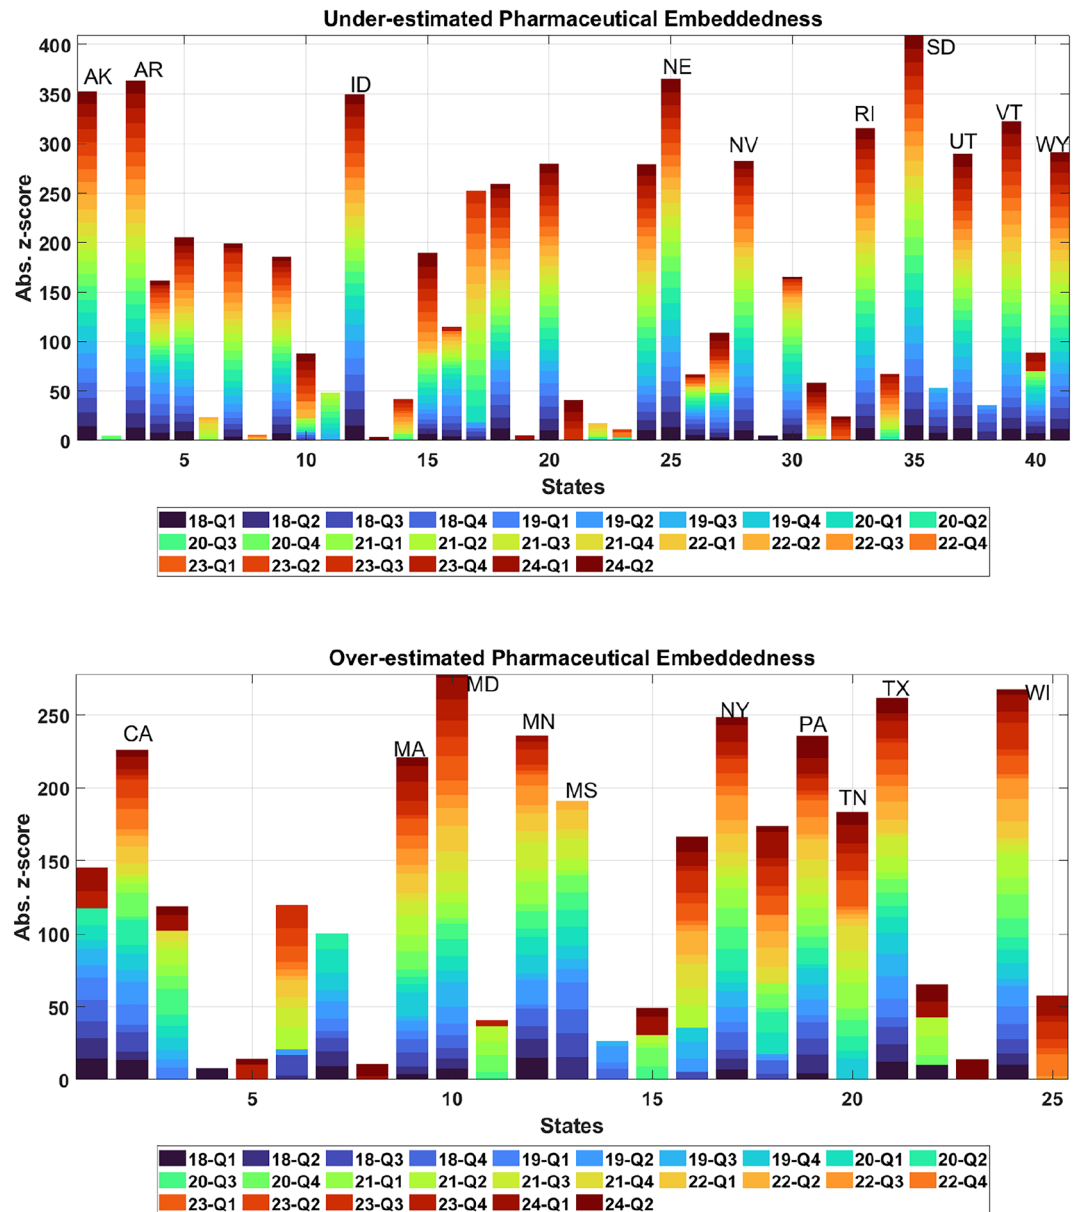 Under-estimated Pharmaceutical Embeddedness
400
350
300
250
200
150
100
50
0
Abs. z-score
AK
AR
ID
NE
NV
RI
SD
UT
VT
WY
5 10 15 20 25 30 35 40
States
18-Q1 18-Q2 18-Q3 18-Q4 19-Q1 19-Q2 19-Q3 19-Q4 20-Q1 20-Q2
20-Q3 20-Q4 21-Q1 21-Q2 21-Q3 21-Q4 22-Q1 22-Q2 22-Q3 22-Q4
23-Q1 23-Q2 23-Q3 23-Q4 24-Q1 24-Q2
Over-estimated Pharmaceutical Embeddedness
250
200
150
100
50
0
Abs. z-score
CA
MA
MD
MN
MS
NY
PA
TN
TX
WI
5 10 15 20 25
States
18-Q1 18-Q2 18-Q3 18-Q4 19-Q1 19-Q2 19-Q3 19-Q4 20-Q1 20-Q2
20-Q3 20-Q4 21-Q1 21-Q2 21-Q3 21-Q4 22-Q1 22-Q2 22-Q3 22-Q4
23-Q1 23-Q2 23-Q3 23-Q4 24-Q1 24-Q2